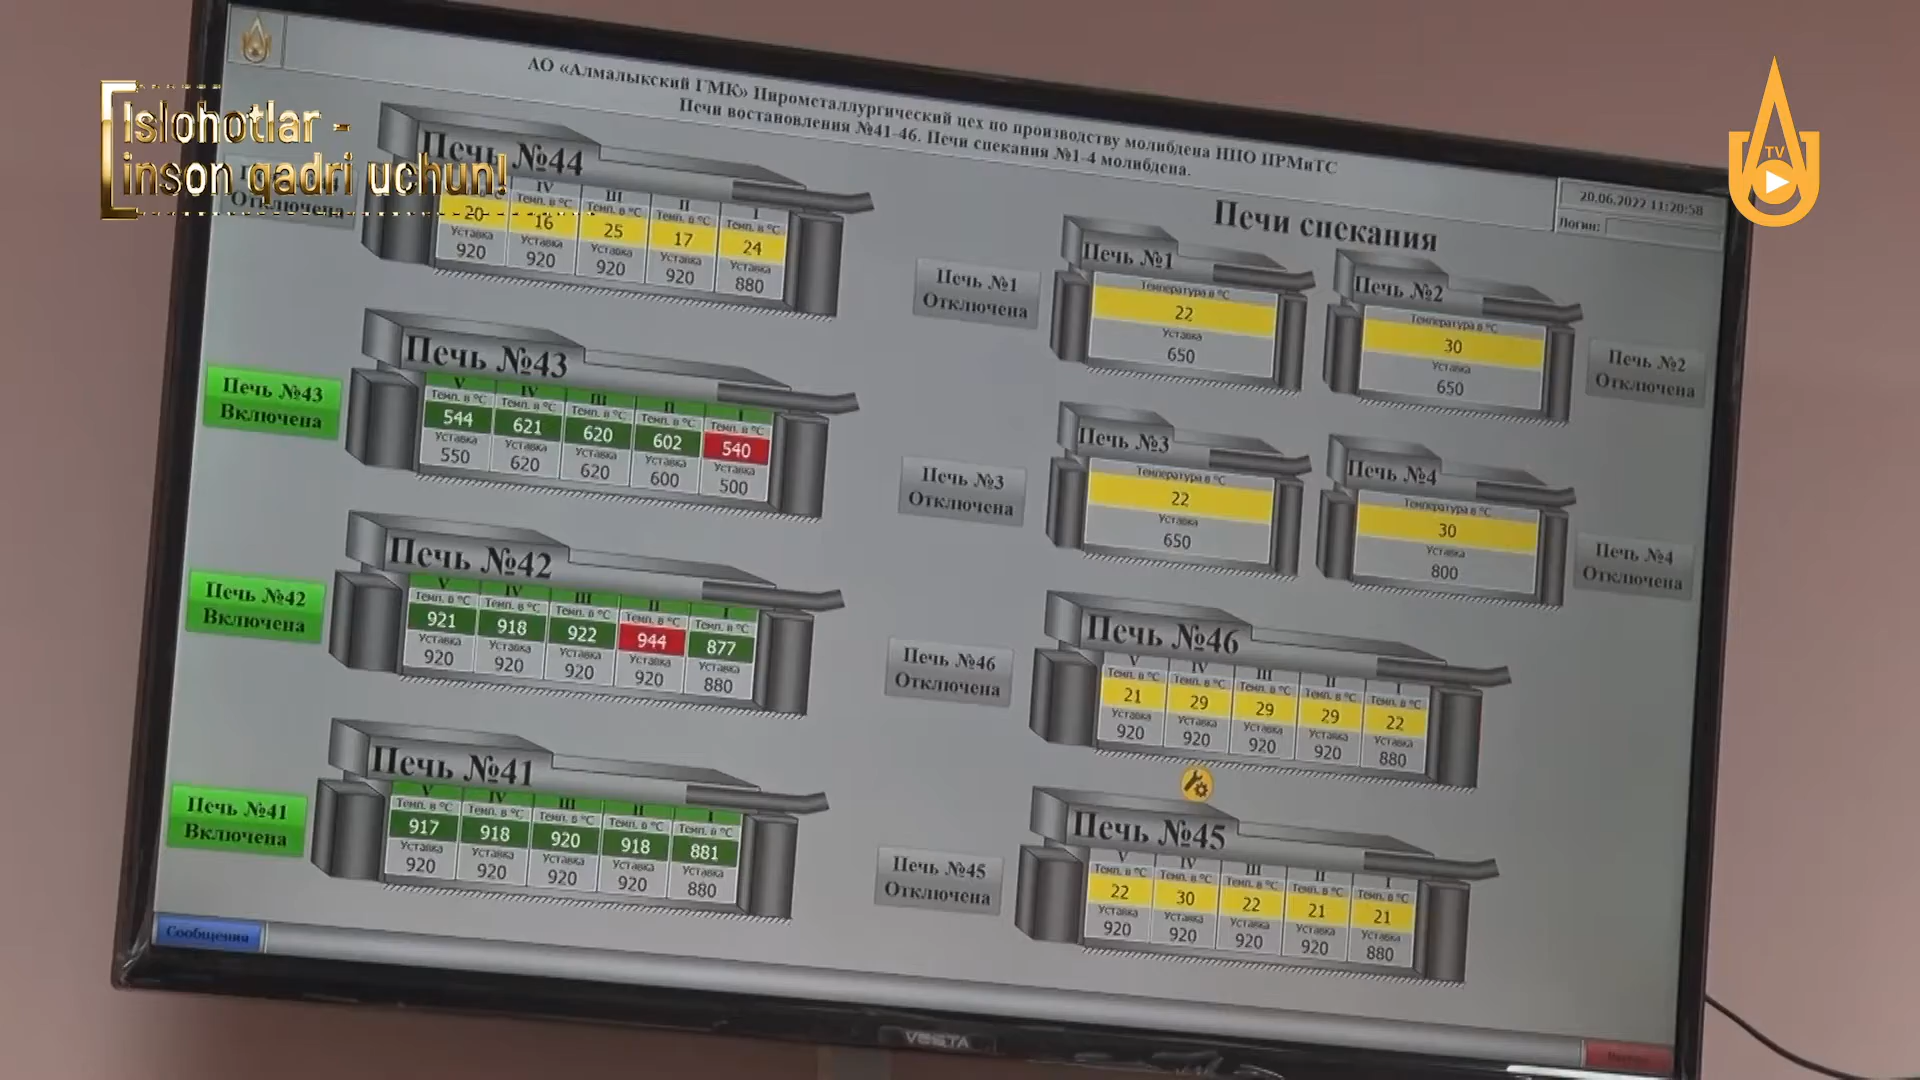 Islohotlar -
inson qadri uchun!
TV
АО «Алмалыкский ГМК» Пирометаллургический цех по производству молибдена НПО ПРМиТС
Печи востановления №41-46. Печи спекания №1-4 молибдена.
20.06.2022 11:20:58
Логин:
Отключена
Печь №44
IV III II I
Темп. в °C Темп. в °C Темп. в °C Темп. в °C
20 16 25 17 24
Уставка Уставка Уставка Уставка Уставка
920 920 920 920 880
Печь №43
Включена
Печь №43
V IV III II I
Темп. в °C Темп. в °C Темп. в °C Темп. в °C Темп. в °C
544 621 620 602 540
Уставка Уставка Уставка Уставка Уставка
550 620 620 600 500
Печь №42
Включена
Печь №42
V IV III II I
Темп. в °C Темп. в °C Темп. в °C Темп. в °C Темп. в °C
921 918 922 944 877
Уставка Уставка Уставка Уставка Уставка
920 920 920 920 880
Печь №41
Включена
Печь №41
V IV III II I
Темп. в °C Темп. в °C Темп. в °C Темп. в °C Темп. в °C
917 918 920 918 881
Уставка Уставка Уставка Уставка Уставка
920 920 920 920 880
Сообщения
Печи спекания
Печь №1
Отключена
Печь №1
Температура в °C
22
Уставка
650
Печь №2
Температура в °C
30
Уставка
650
Печь №2
Отключена
Печь №3
Отключена
Печь №3
Температура в °C
22
Уставка
650
Печь №4
Температура в °C
30
Уставка
800
Печь №4
Отключена
Печь №46
Отключена
Печь №46
V IV III II I
Темп. в °C Темп. в °C Темп. в °C Темп. в °C Темп. в °C
21 29 29 29 22
Уставка Уставка Уставка Уставка Уставка
920 920 920 920 880
Печь №45
Отключена
Печь №45
V IV III II I
Темп. в °C Темп. в °C Темп. в °C Темп. в °C Темп. в °C
22 30 22 21 21
Уставка Уставка Уставка Уставка Уставка
920 920 920 920 880
VESTA